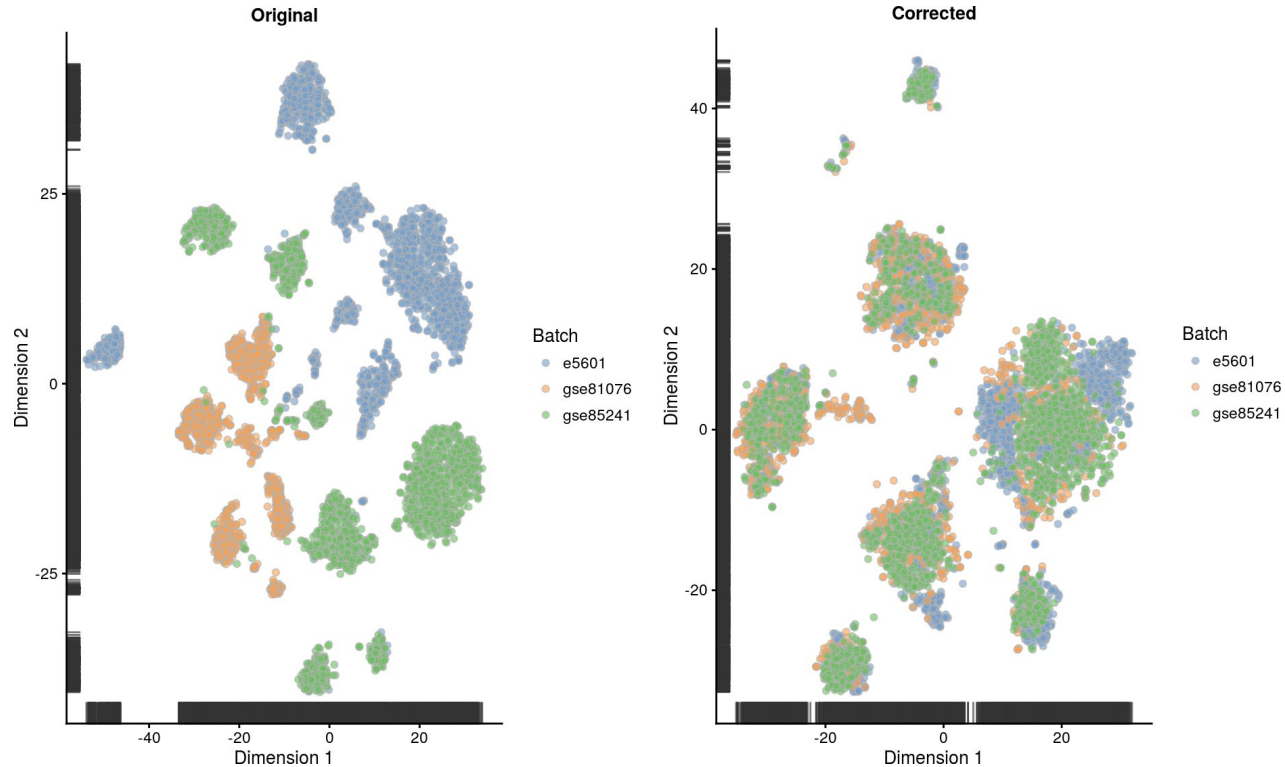 Original
25
0
-25
-40
-20
0
20
Dimension 1
Dimension 2
Batch
e5601
gse81076
gse85241
Corrected
40
20
0
-20
-20
0
20
Dimension 1
Dimension 2
Batch
e5601
gse81076
gse85241